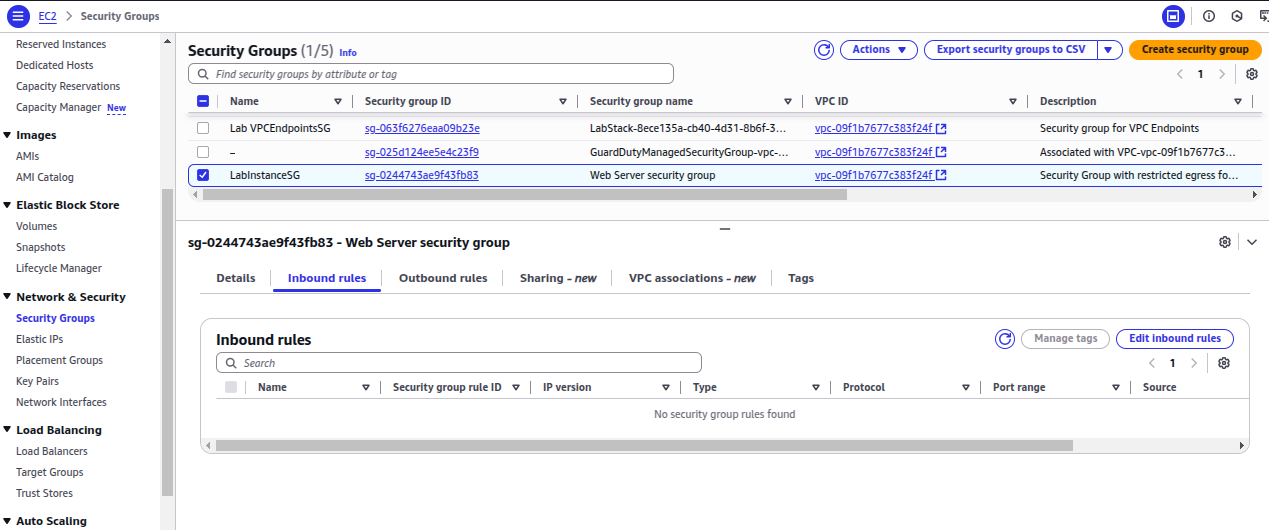 EC2 > Security Groups
Reserved Instances
Dedicated Hosts
Capacity Reservations
Capacity Manager New
Images
AMIs
AMI Catalog
Elastic Block Store
Volumes
Snapshots
Lifecycle Manager
Network & Security
Security Groups
Elastic IPs
Placement Groups
Key Pairs
Network Interfaces
Load Balancing
Load Balancers
Target Groups
Trust Stores
Auto Scaling
Security Groups (1/5) Info
Actions
Export security groups to CSV
Create security group
Find security groups by attribute or tag
1
Name Security group ID Security group name VPC ID Description
Lab VPCEndpointsSG sg-063f6276eaa09b23e LabStack-8ece135a-cb40-4d31-8b6f-3... vpc-09f1b7677c383f24f Security group for VPC Endpoints
– sg-025d124ee5e4c23f9 GuardDutyManagedSecurityGroup-vpc-... vpc-09f1b7677c383f24f Associated with VPC-vpc-09f1b7677c3...
LabInstanceSG sg-0244743ae9f43fb83 Web Server security group vpc-09f1b7677c383f24f Security Group with restricted egress fo...
sg-0244743ae9f43fb83 - Web Server security group
Details Inbound rules Outbound rules Sharing – new VPC associations – new Tags
Inbound rules
Manage tags
Edit inbound rules
Search
1
Name Security group rule ID IP version Type Protocol Port range Source
No security group rules found